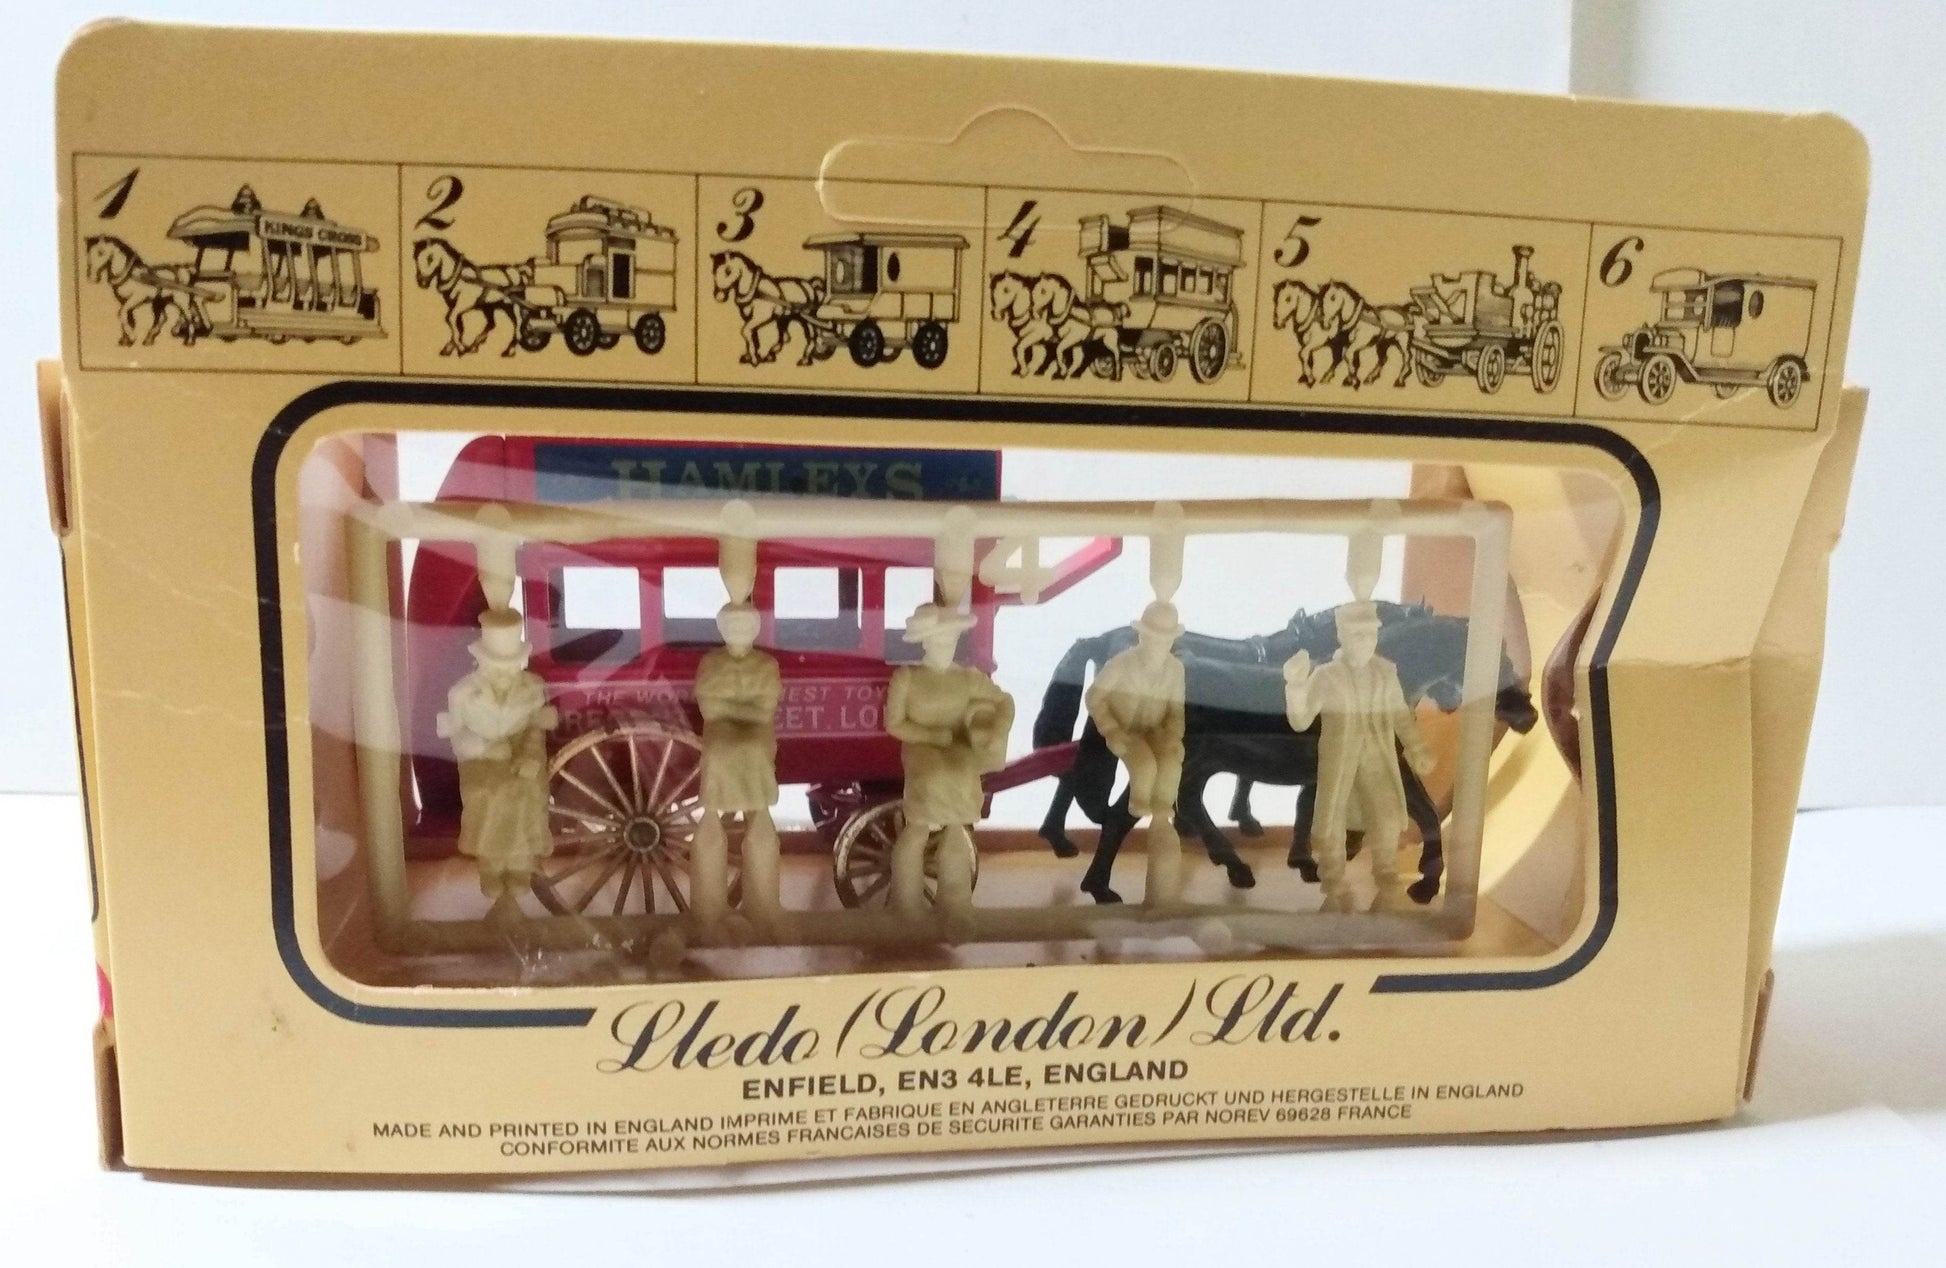 1 2 3 4 5 6
KINGS CROSS
HAMLEYS
4
THE WOR EST TOY
RE EET. LO
Lledo (London) Ltd.
ENFIELD, EN3 4LE, ENGLAND
MADE AND PRINTED IN ENGLAND IMPRIME ET FABRIQUE EN ANGLETERRE GEDRUCKT UND HERGESTELLE IN ENGLAND
CONFORMITE AUX NORMES FRANCAISES DE SECURITE GARANTIES PAR NOREV 69628 FRANCE